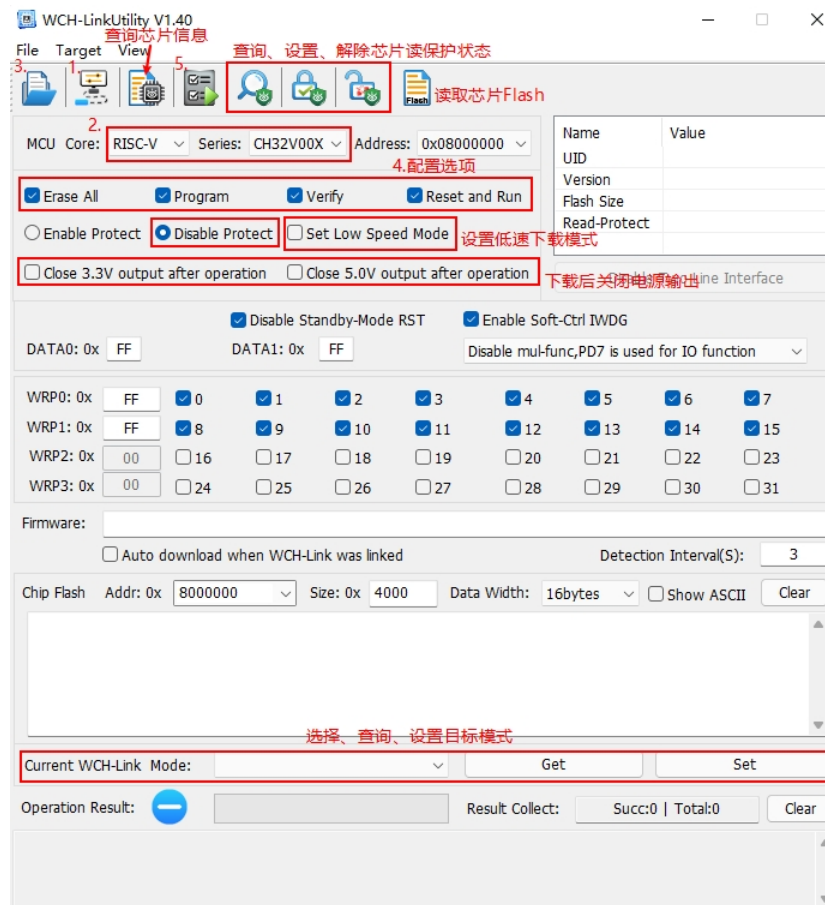 WCH-LinkUtility V1.40
查询芯片信息
File Target View
查询、设置、解除芯片读保护状态
3. 1. 5.
Flash
读取芯片Flash
2.
MCU Core: RISC-V Series: CH32V00X Address: 0x08000000
4.配置选项
Name Value
UID
Version
Flash Size
Read-Protect
Erase All Program Verify Reset and Run
Enable Protect Disable Protect Set Low Speed Mode 设置低速下载模式
Close 3.3V output after operation Close 5.0V output after operation 下载后关闭电源输出
Interface
Disable Standby-Mode RST Enable Soft-Ctrl IWDG
DATA0: 0x FF DATA1: 0x FF Disable mul-func,PD7 is used for IO function
WRP0: 0x FF 0 1 2 3 4 5 6 7
WRP1: 0x FF 8 9 10 11 12 13 14 15
WRP2: 0x 00 16 17 18 19 20 21 22 23
WRP3: 0x 00 24 25 26 27 28 29 30 31
Firmware:
Auto download when WCH-Link was linked Detection Interval(S): 3
Chip Flash Addr: 0x 8000000 Size: 0x 4000 Data Width: 16bytes Show ASCII Clear
选择、查询、设置目标模式
Current WCH-Link Mode: Get Set
Operation Result: Result Collect: Succ:0 | Total:0 Clear